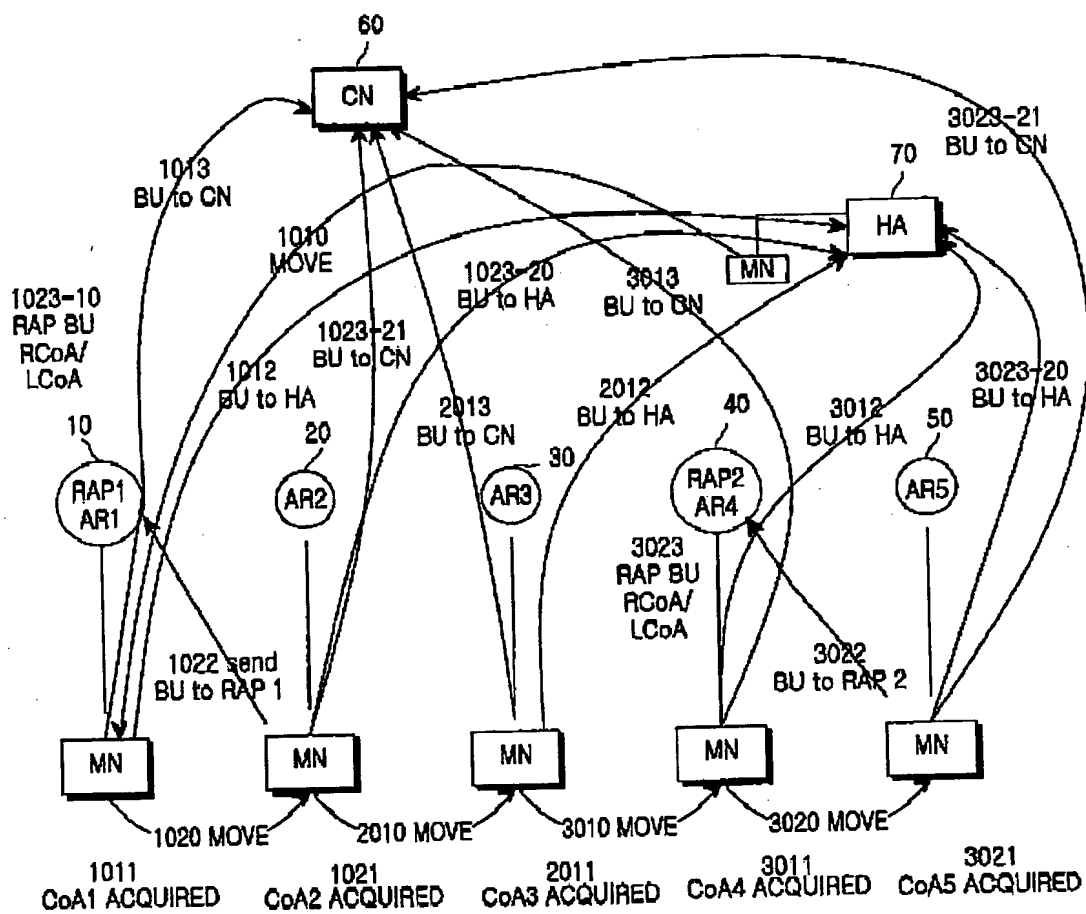 60
CN
3023-21
BU to CN
1013
BU to CN
70
HA
1010
MOVE
MN
1023-20
BU to HA
3013
BU to CN
1023-10
RAP BU
RCoA/
LCoA
1023-21
BU to CN
1012
BU to HA
2013
BU to CN
2012
BU to HA
3012
BU to HA
3023-20
BU to HA
10
20
30
40
50
RAP1
AR1
AR2
AR3
RAP2
AR4
AR5
3023
RAP BU
RCoA/
LCoA
1022 send
BU to RAP 1
3022
BU to RAP 2
MN
MN
MN
MN
MN
1020 MOVE
2010 MOVE
3010 MOVE
3020 MOVE
1011
CoA1 ACQUIRED
1021
CoA2 ACQUIRED
2011
CoA3 ACQUIRED
3011
CoA4 ACQUIRED
3021
CoA5 ACQUIRED